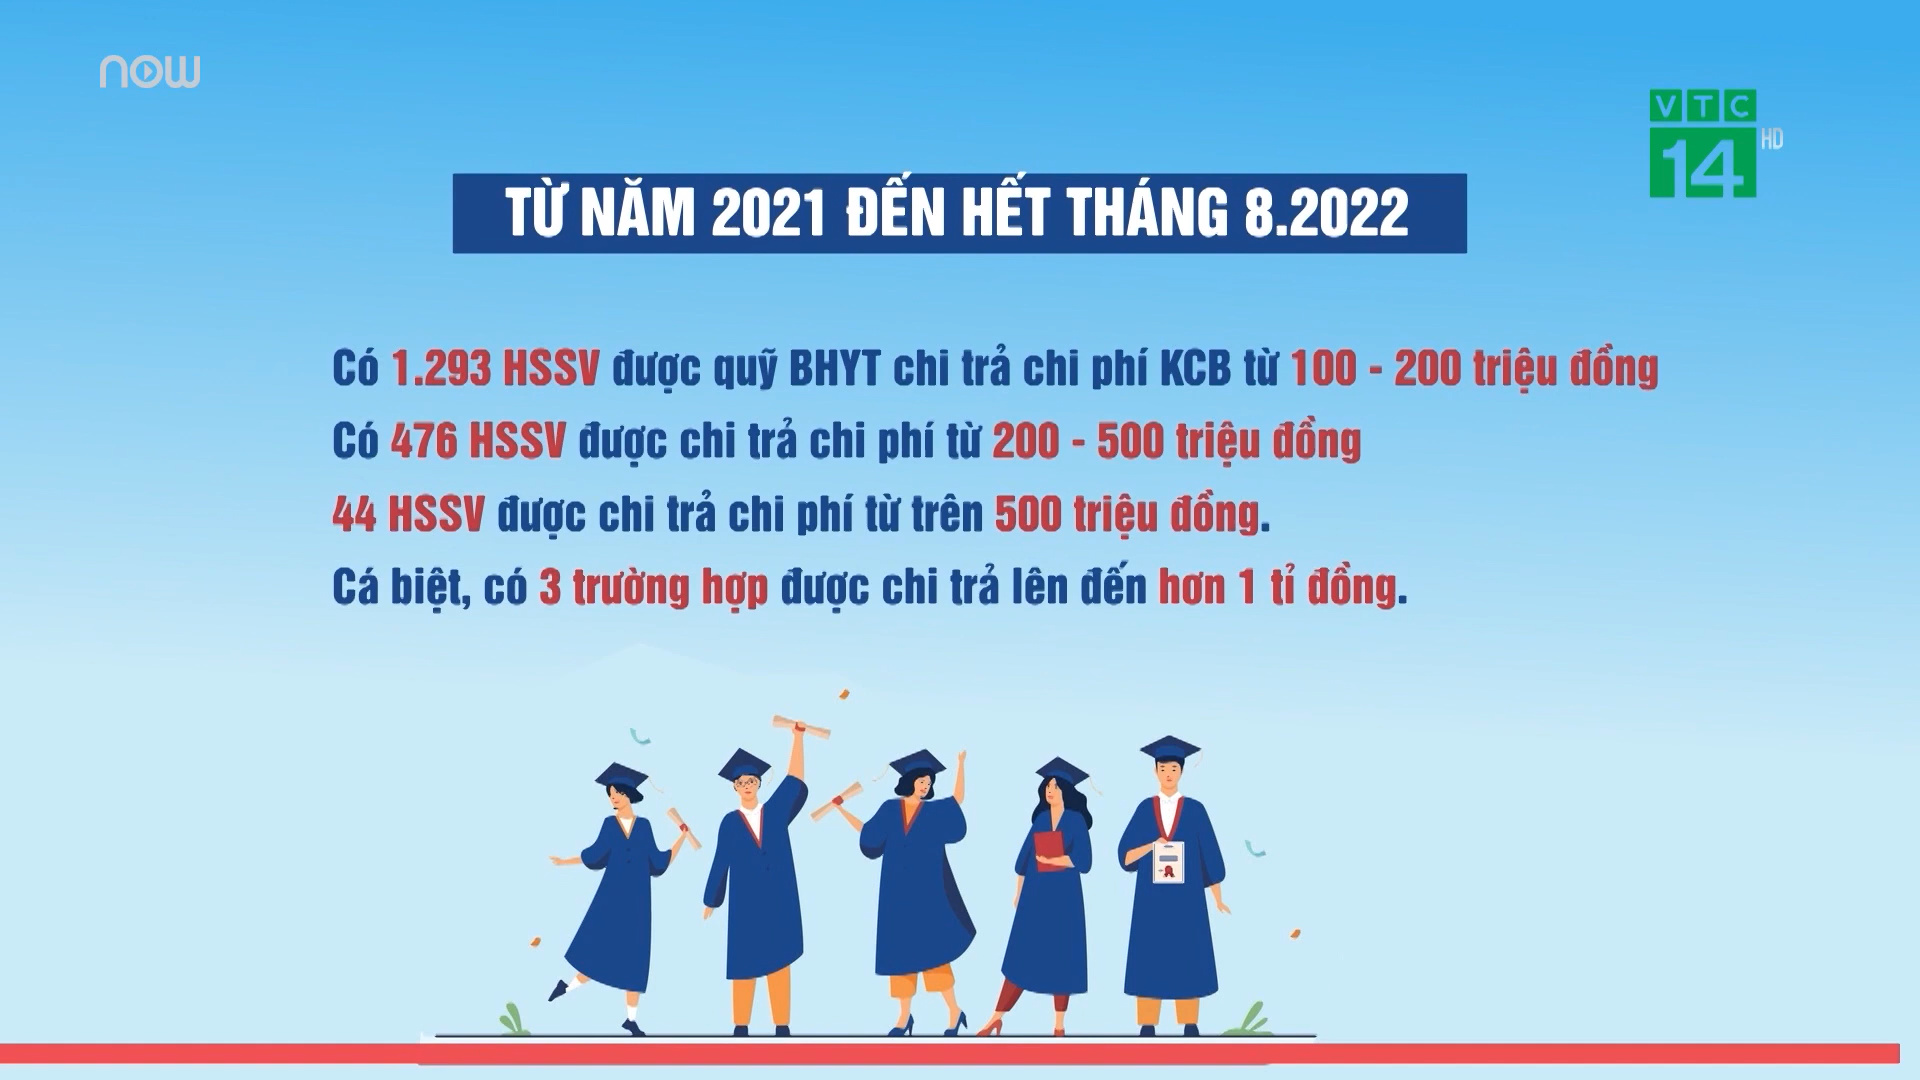 now
VTC
14 HD
TỪ NĂM 2021 ĐẾN HẾT THÁNG 8.2022
Có 1.293 HSSV được quỹ BHYT chi trả chi phí KCB từ 100 - 200 triệu đồng
Có 476 HSSV được chi trả chi phí từ 200 - 500 triệu đồng
44 HSSV được chi trả chi phí từ trên 500 triệu đồng.
Cá biệt, có 3 trường hợp được chi trả lên đến hơn 1 tỉ đồng.